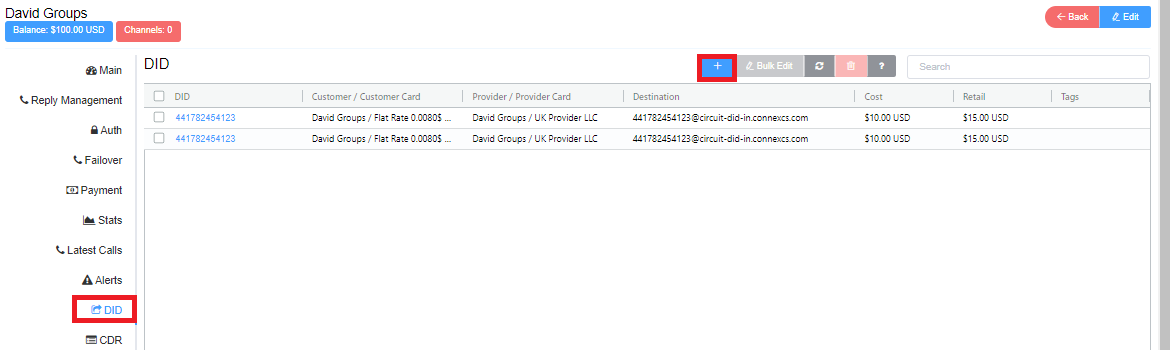 David Groups
Balance: $100.00 USD Channels: 0
Back Edit
Main
Reply Management
Auth
Failover
Payment
Stats
Latest Calls
Alerts
DID
CDR
DID
+ Bulk Edit ? Search
DID Customer / Customer Card Provider / Provider Card Destination Cost Retail Tags
441782454123 David Groups / Flat Rate 0.0080$ ... David Groups / UK Provider LLC 441782454123@circuit-did-in.connexcs.com $10.00 USD $15.00 USD
441782454123 David Groups / Flat Rate 0.0080$ ... David Groups / UK Provider LLC 441782454123@circuit-did-in.connexcs.com $10.00 USD $15.00 USD